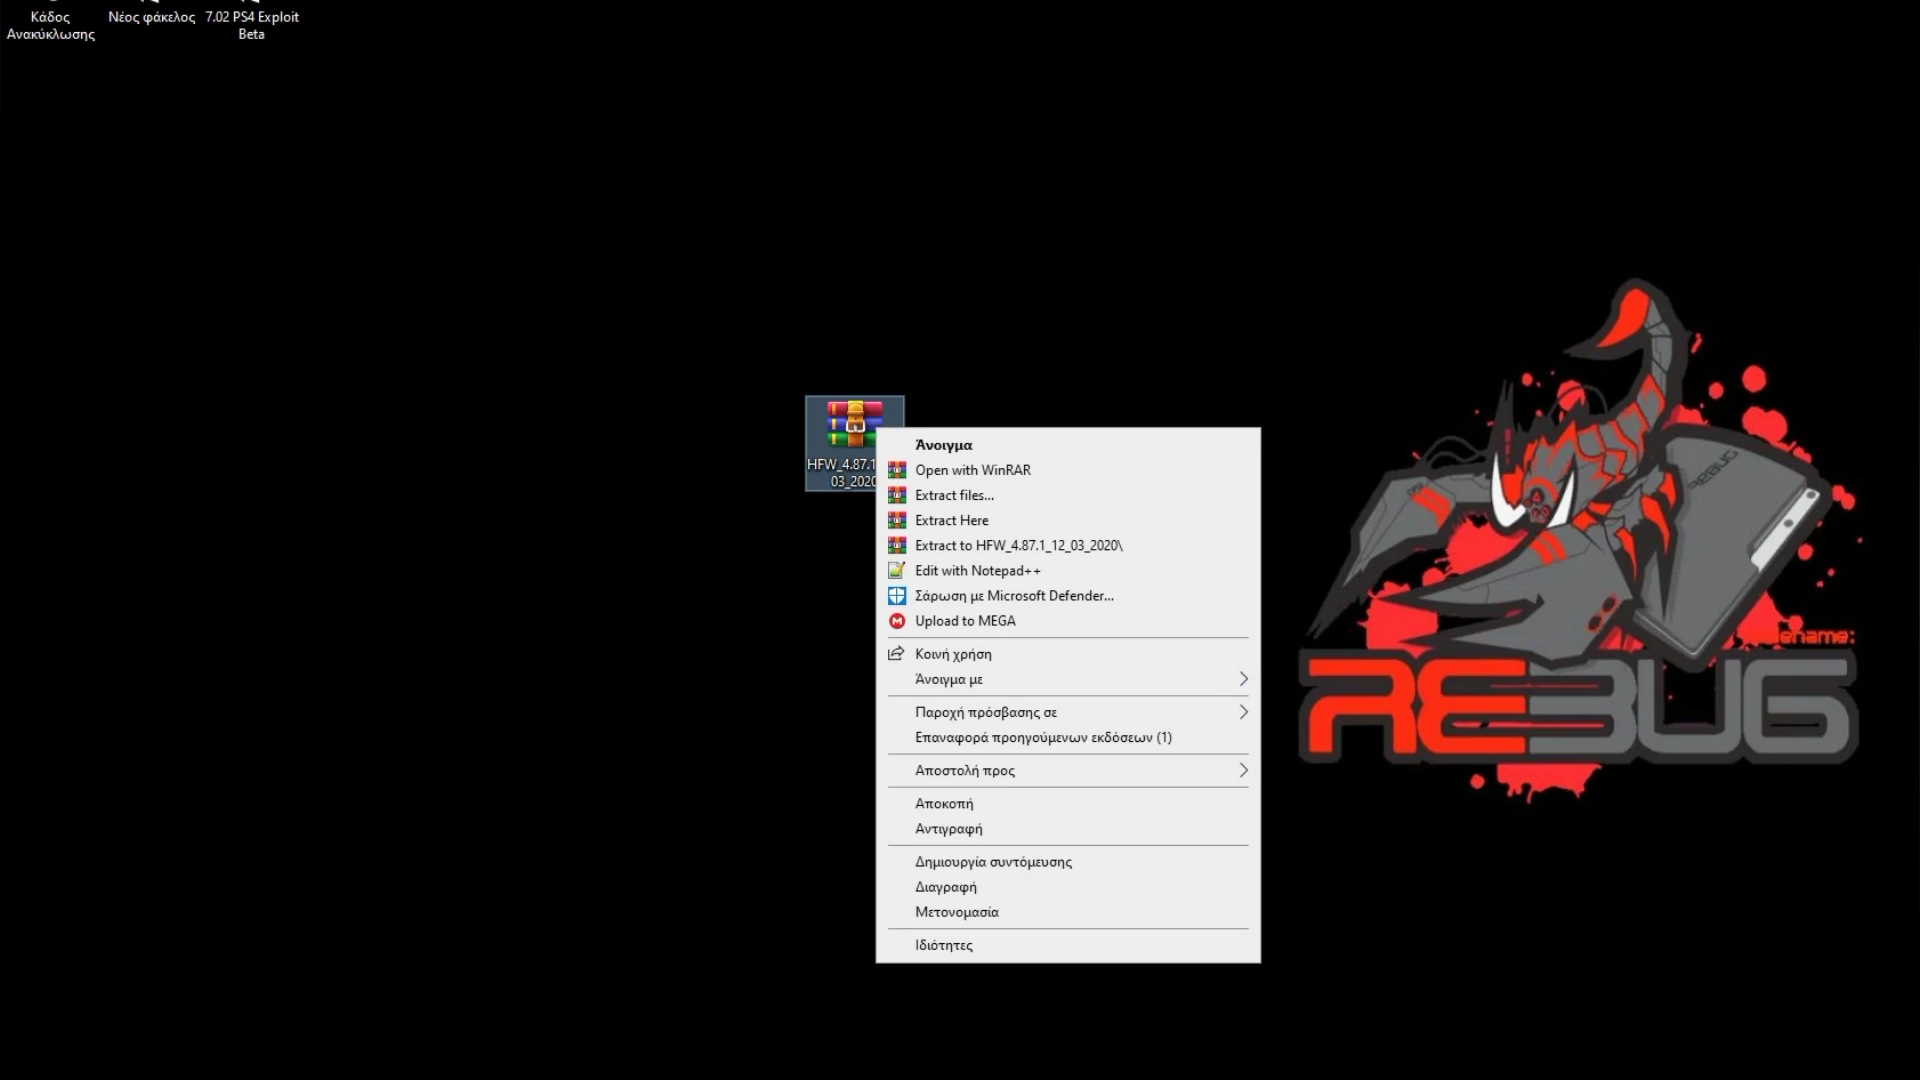 Κάδος
Ανακύκλωσης
Νέος φάκελος
7.02 PS4 Exploit
Beta
HFW_4.87.1
03_2020
Άνοιγμα
Open with WinRAR
Extract files...
Extract Here
Extract to HFW_4.87.1_12_03_2020\
Edit with Notepad++
Σάρωση με Microsoft Defender...
Upload to MEGA
Κοινή χρήση
Άνοιγμα με
Παροχή πρόσβασης σε
Επαναφορά προηγούμενων εκδόσεων (1)
Αποστολή προς
Αποκοπή
Αντιγραφή
Δημιουργία συντόμευσης
Διαγραφή
Μετονομασία
Ιδιότητες
REBUG
REBUG